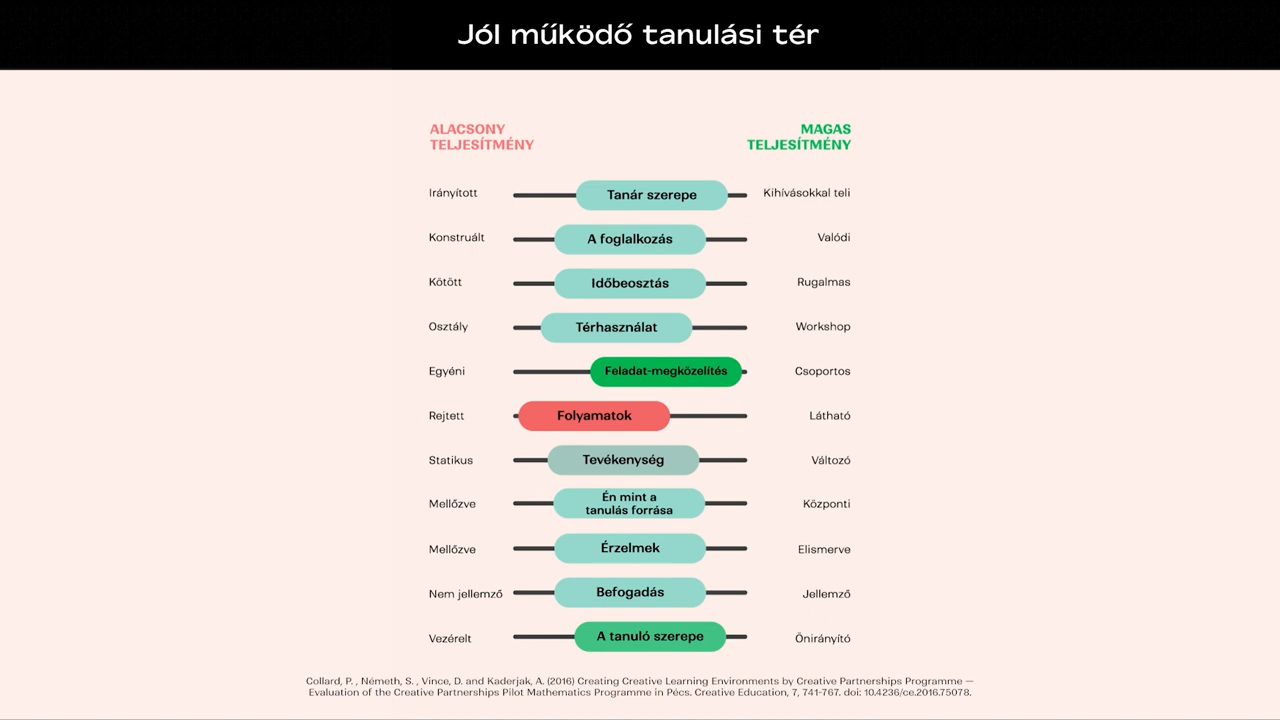 Jól működő tanulási tér
ALACSONY
TELJESÍTMÉNY
MAGAS
TELJESÍTMÉNY
Irányított Tanár szerepe Kihívásokkal teli
Konstruált A foglalkozás Valódi
Kötött Időbeosztás Rugalmas
Osztály Térhasználat Workshop
Egyéni Feladat-megközelítés Csoportos
Rejtett Folyamatok Látható
Statikus Tevékenység Változó
Mellőzve Én mint a
tanulás forrása Központi
Mellőzve Érzelmek Elismerve
Nem jellemző Befogadás Jellemző
Vezérelt A tanuló szerepe Önirányító
Collard, P. , Németh, S. , Vince, D. and Kaderjak, A. (2016) Creating Creative Learning Environments by Creative Partnerships Programme —
Evaluation of the Creative Partnerships Pilot Mathematics Programme in Pécs. Creative Education, 7, 741-767. doi: 10.4236/ce.2016.75078.